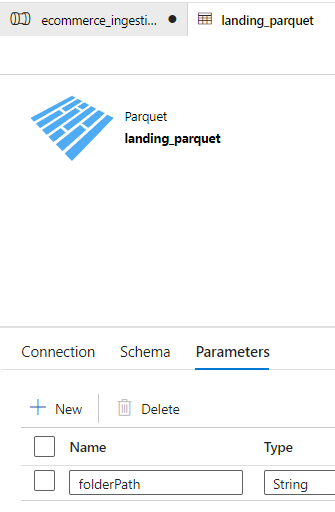 ecommerce_ingesti...
landing_parquet
Parquet
landing_parquet
Connection
Schema
Parameters
New
Delete
Name
Type
folderPath
String